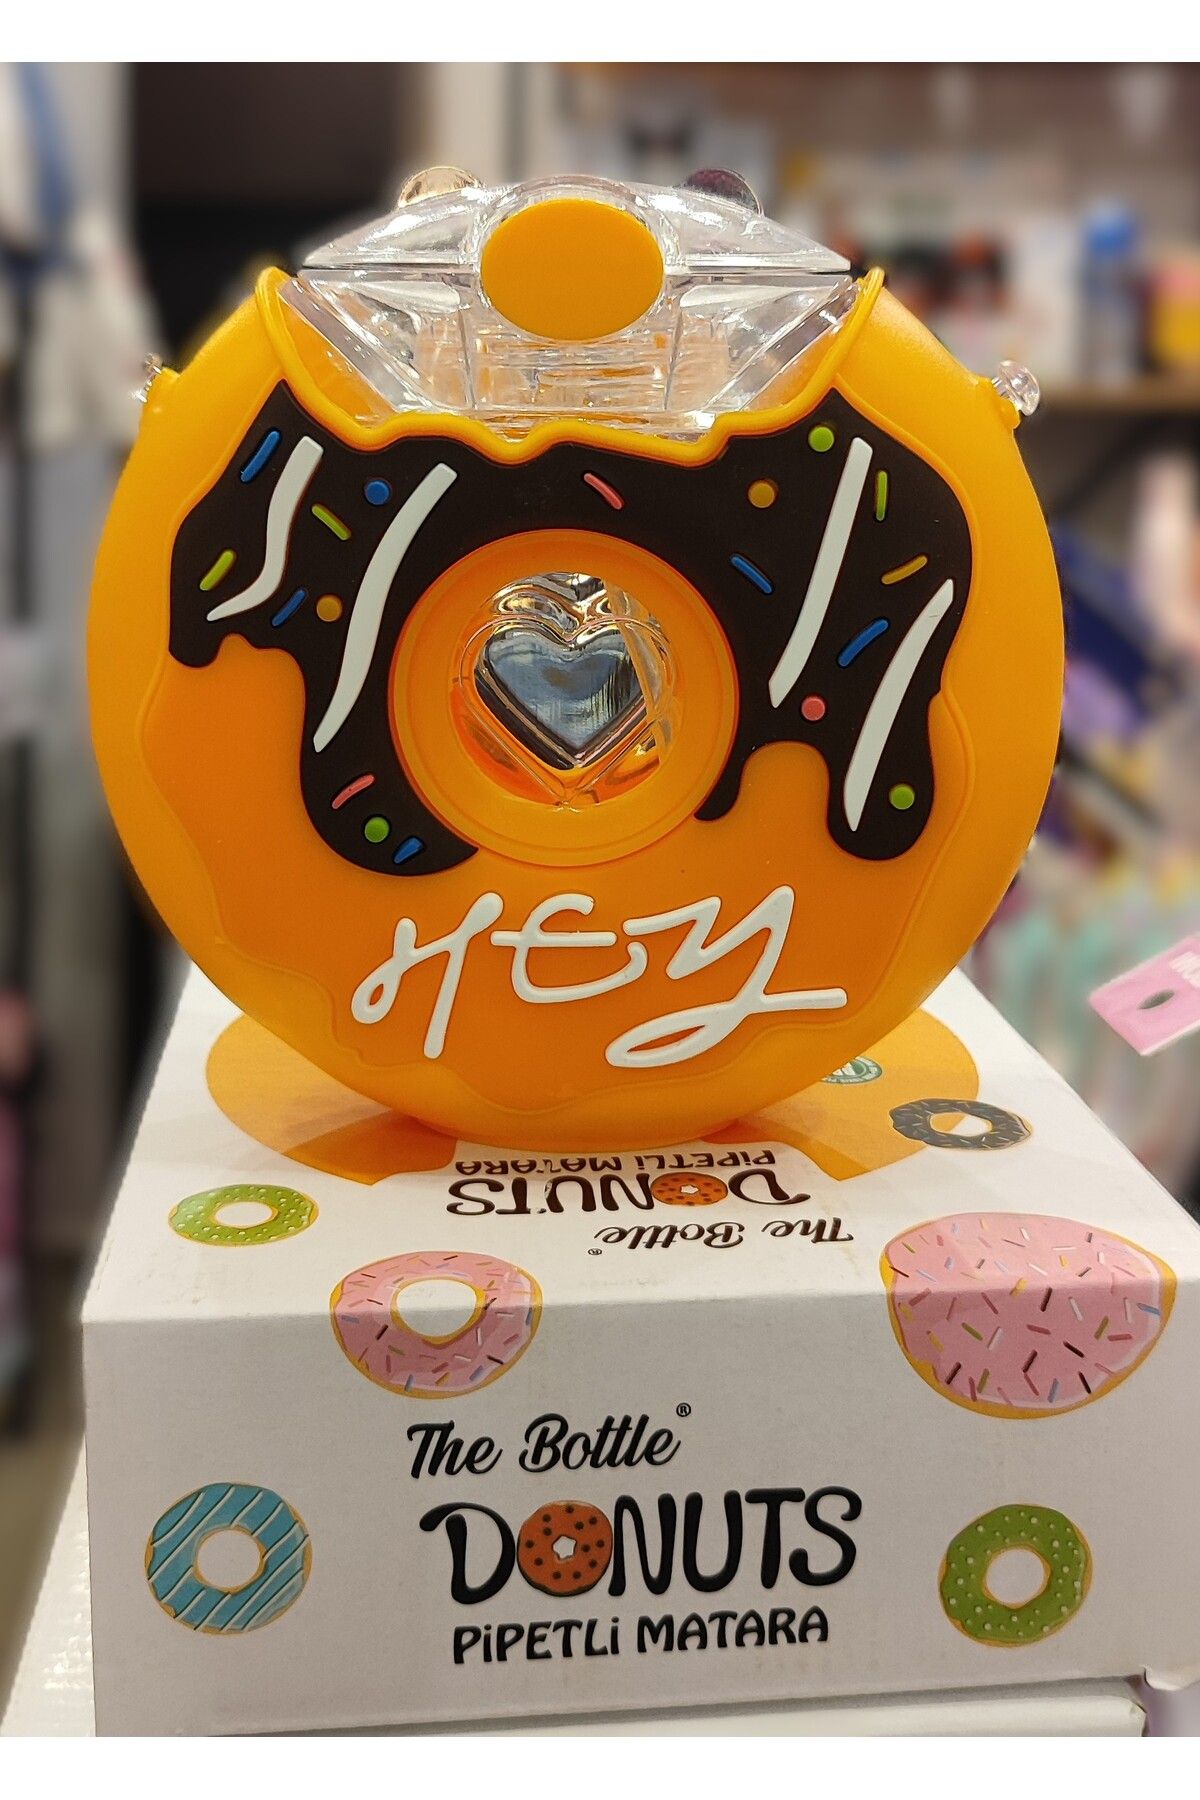 HEY
PiPETLi MATARA
DONUTS
The Bottle®
The Bottle®
DONUTS
PiPETLi MATARA